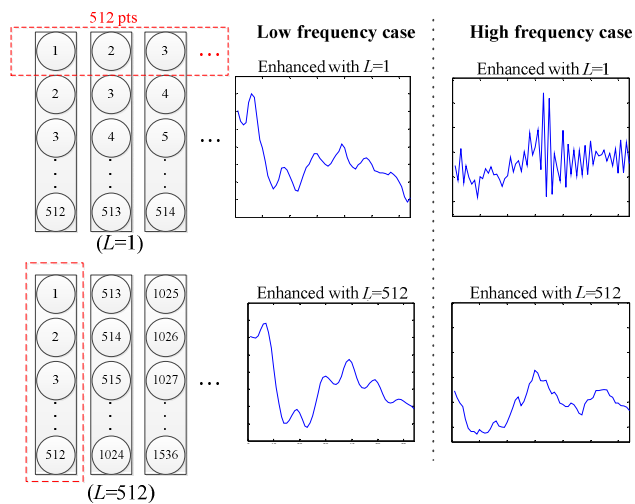 512 pts
Low frequency case
High frequency case
Enhanced with L=1
Enhanced with L=1
1 2 3 ...
2 3 4
3 4 5 ...
512 513 514
(L=1)
Enhanced with L=512
Enhanced with L=512
1 513 1025
2 514 1026
3 515 1027 ...
512 1024 1536
(L=512)